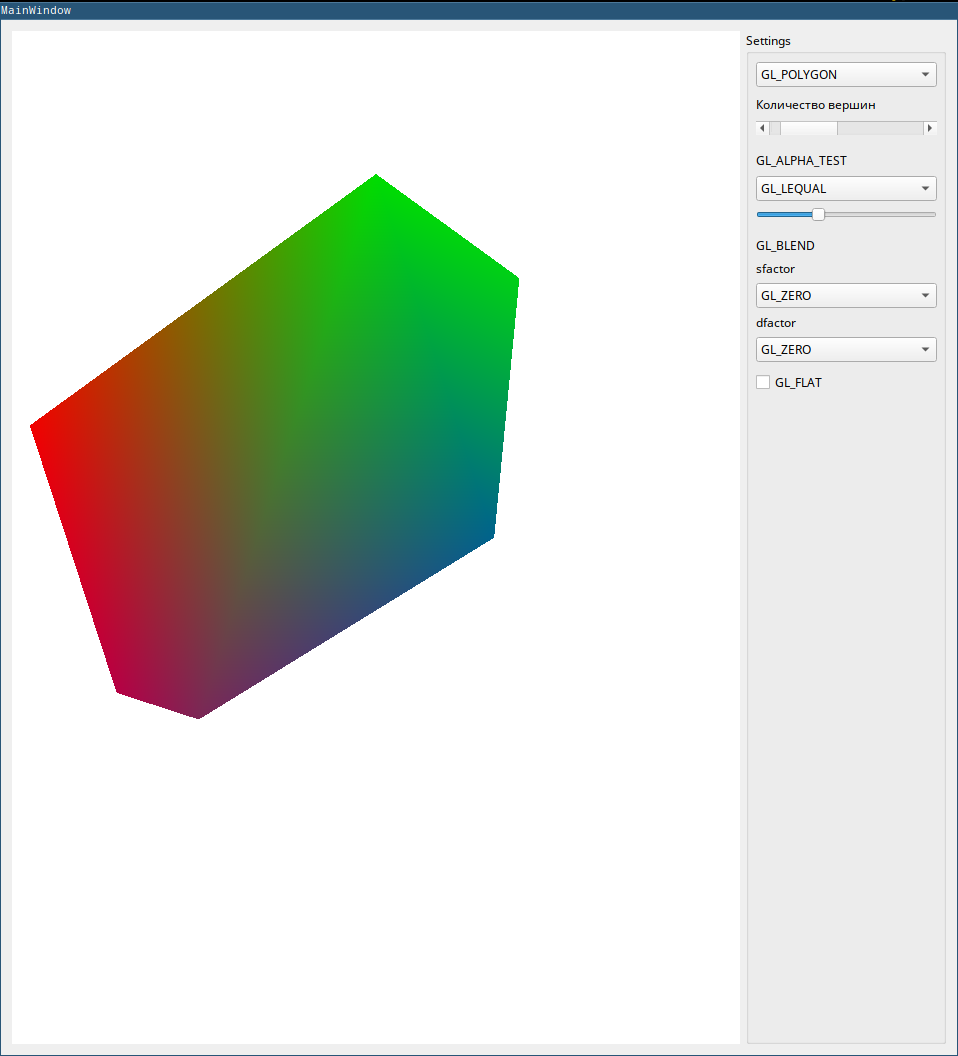 MainWindow
Settings
GL_POLYGON
Количество вершин
GL_ALPHA_TEST
GL_LEQUAL
GL_BLEND
sfactor
GL_ZERO
dfactor
GL_ZERO
GL_FLAT